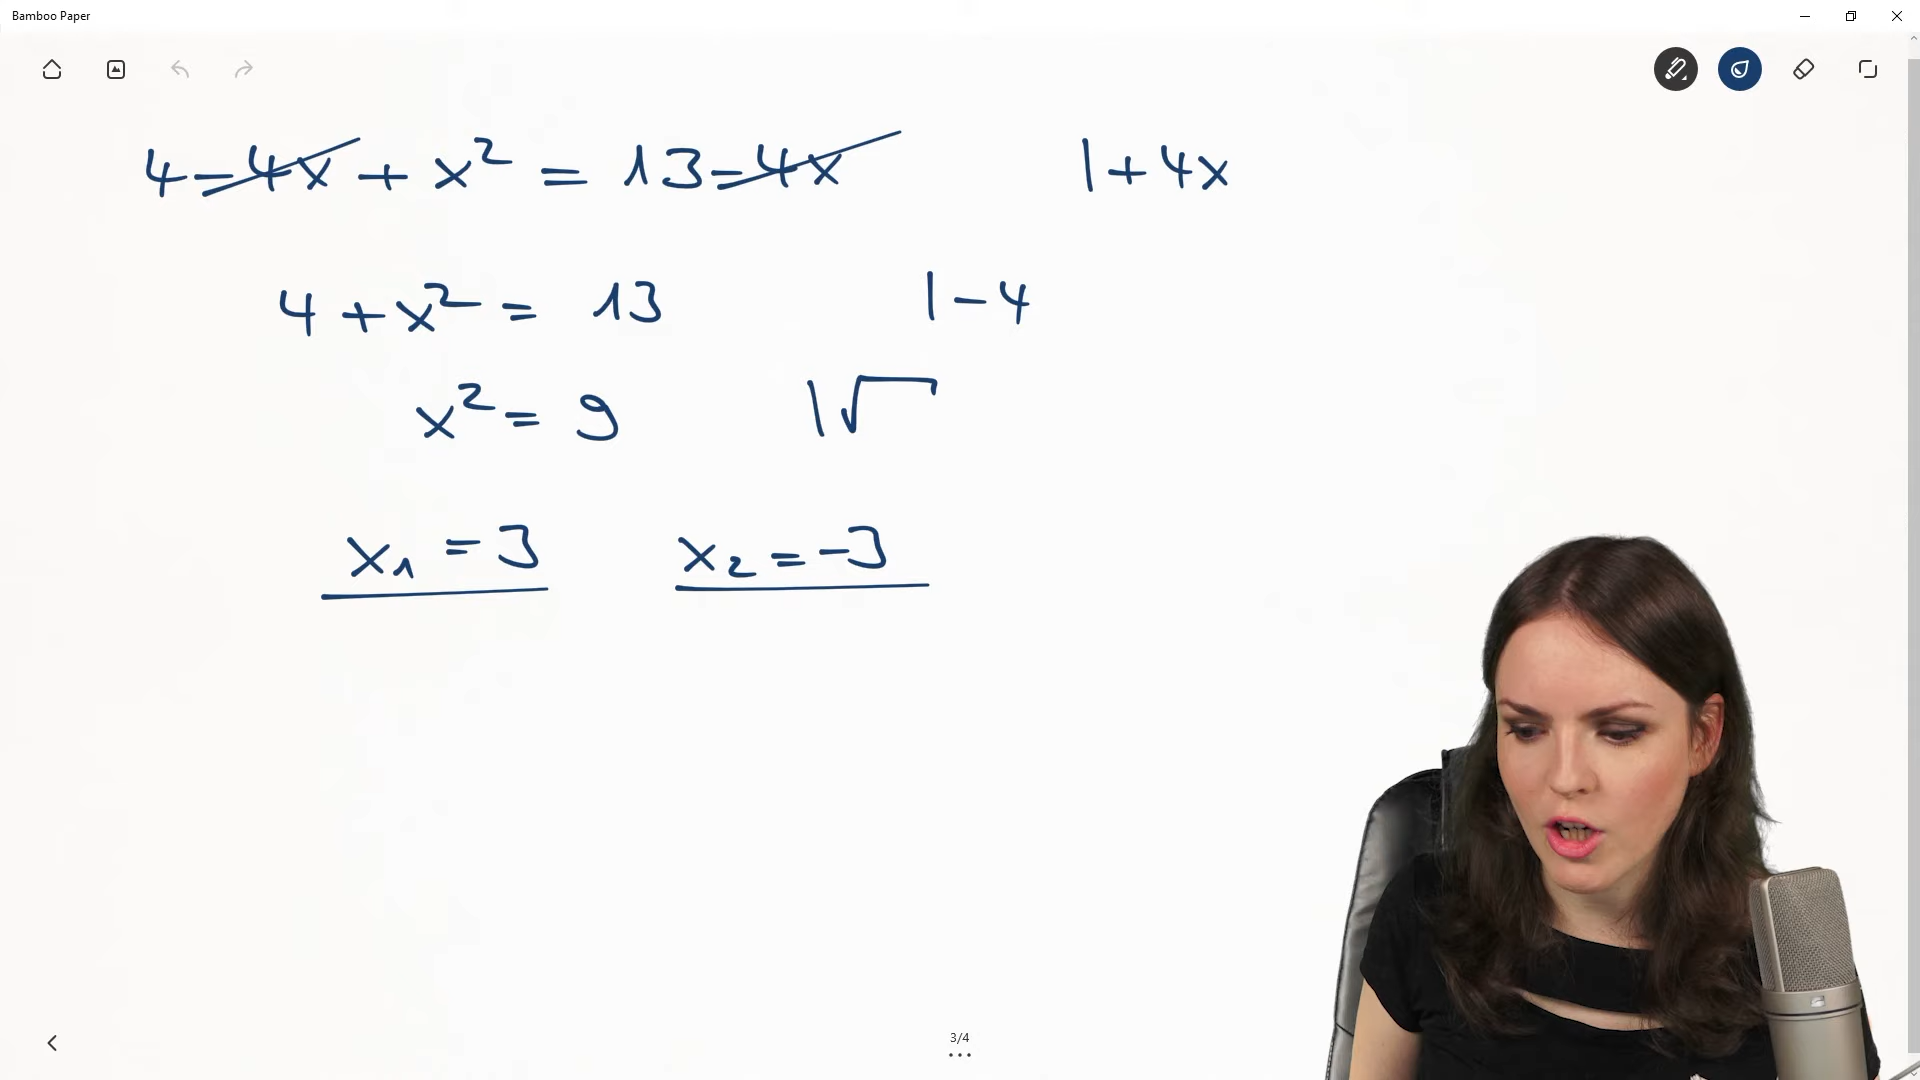 Bamboo Paper
4 - 4x + x² = 13 - 4x | + 4x
4 + x² = 13 | - 4
x² = 9 | √
x₁ = 3 x₂ = -3
3/4